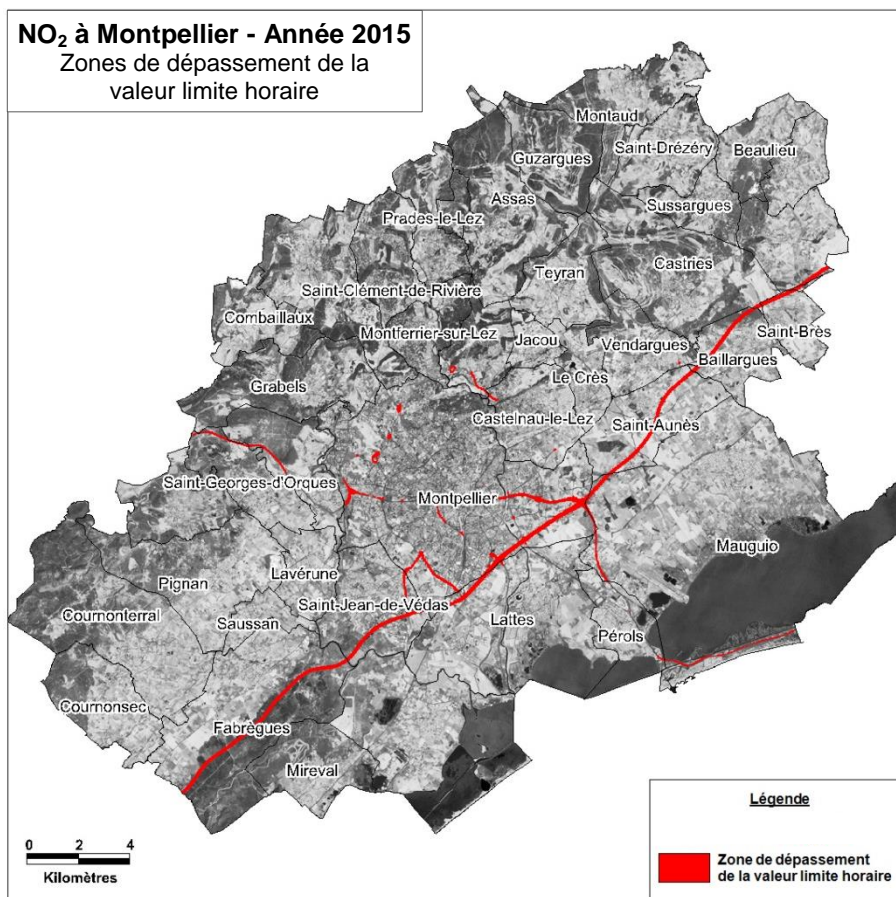 NO₂ à Montpellier - Année 2015
Zones de dépassement de la
valeur limite horaire
Montaud
Saint-Drézéry
Beaulieu
Guzargues
Assas
Sussargues
Prades-le-Lez
Castries
Teyran
Saint-Clément-de-Rivière
Combaillaux
Saint-Brès
Montferrier-sur-Lez
Jacou
Vendargues
Baillargues
Le Crès
Grabels
Castelnau-le-Lez
Saint-Aunès
Saint-Georges-d'Orques
Montpellier
Mauguio
Lavérune
Pignan
Saint-Jean-de-Védas
Cournonterral
Saussan
Lattes
Pérols
Cournonsec
Fabrègues
Mireval
0 2 4
Kilomètres
Légende
Zone de dépassement
de la valeur limite horaire